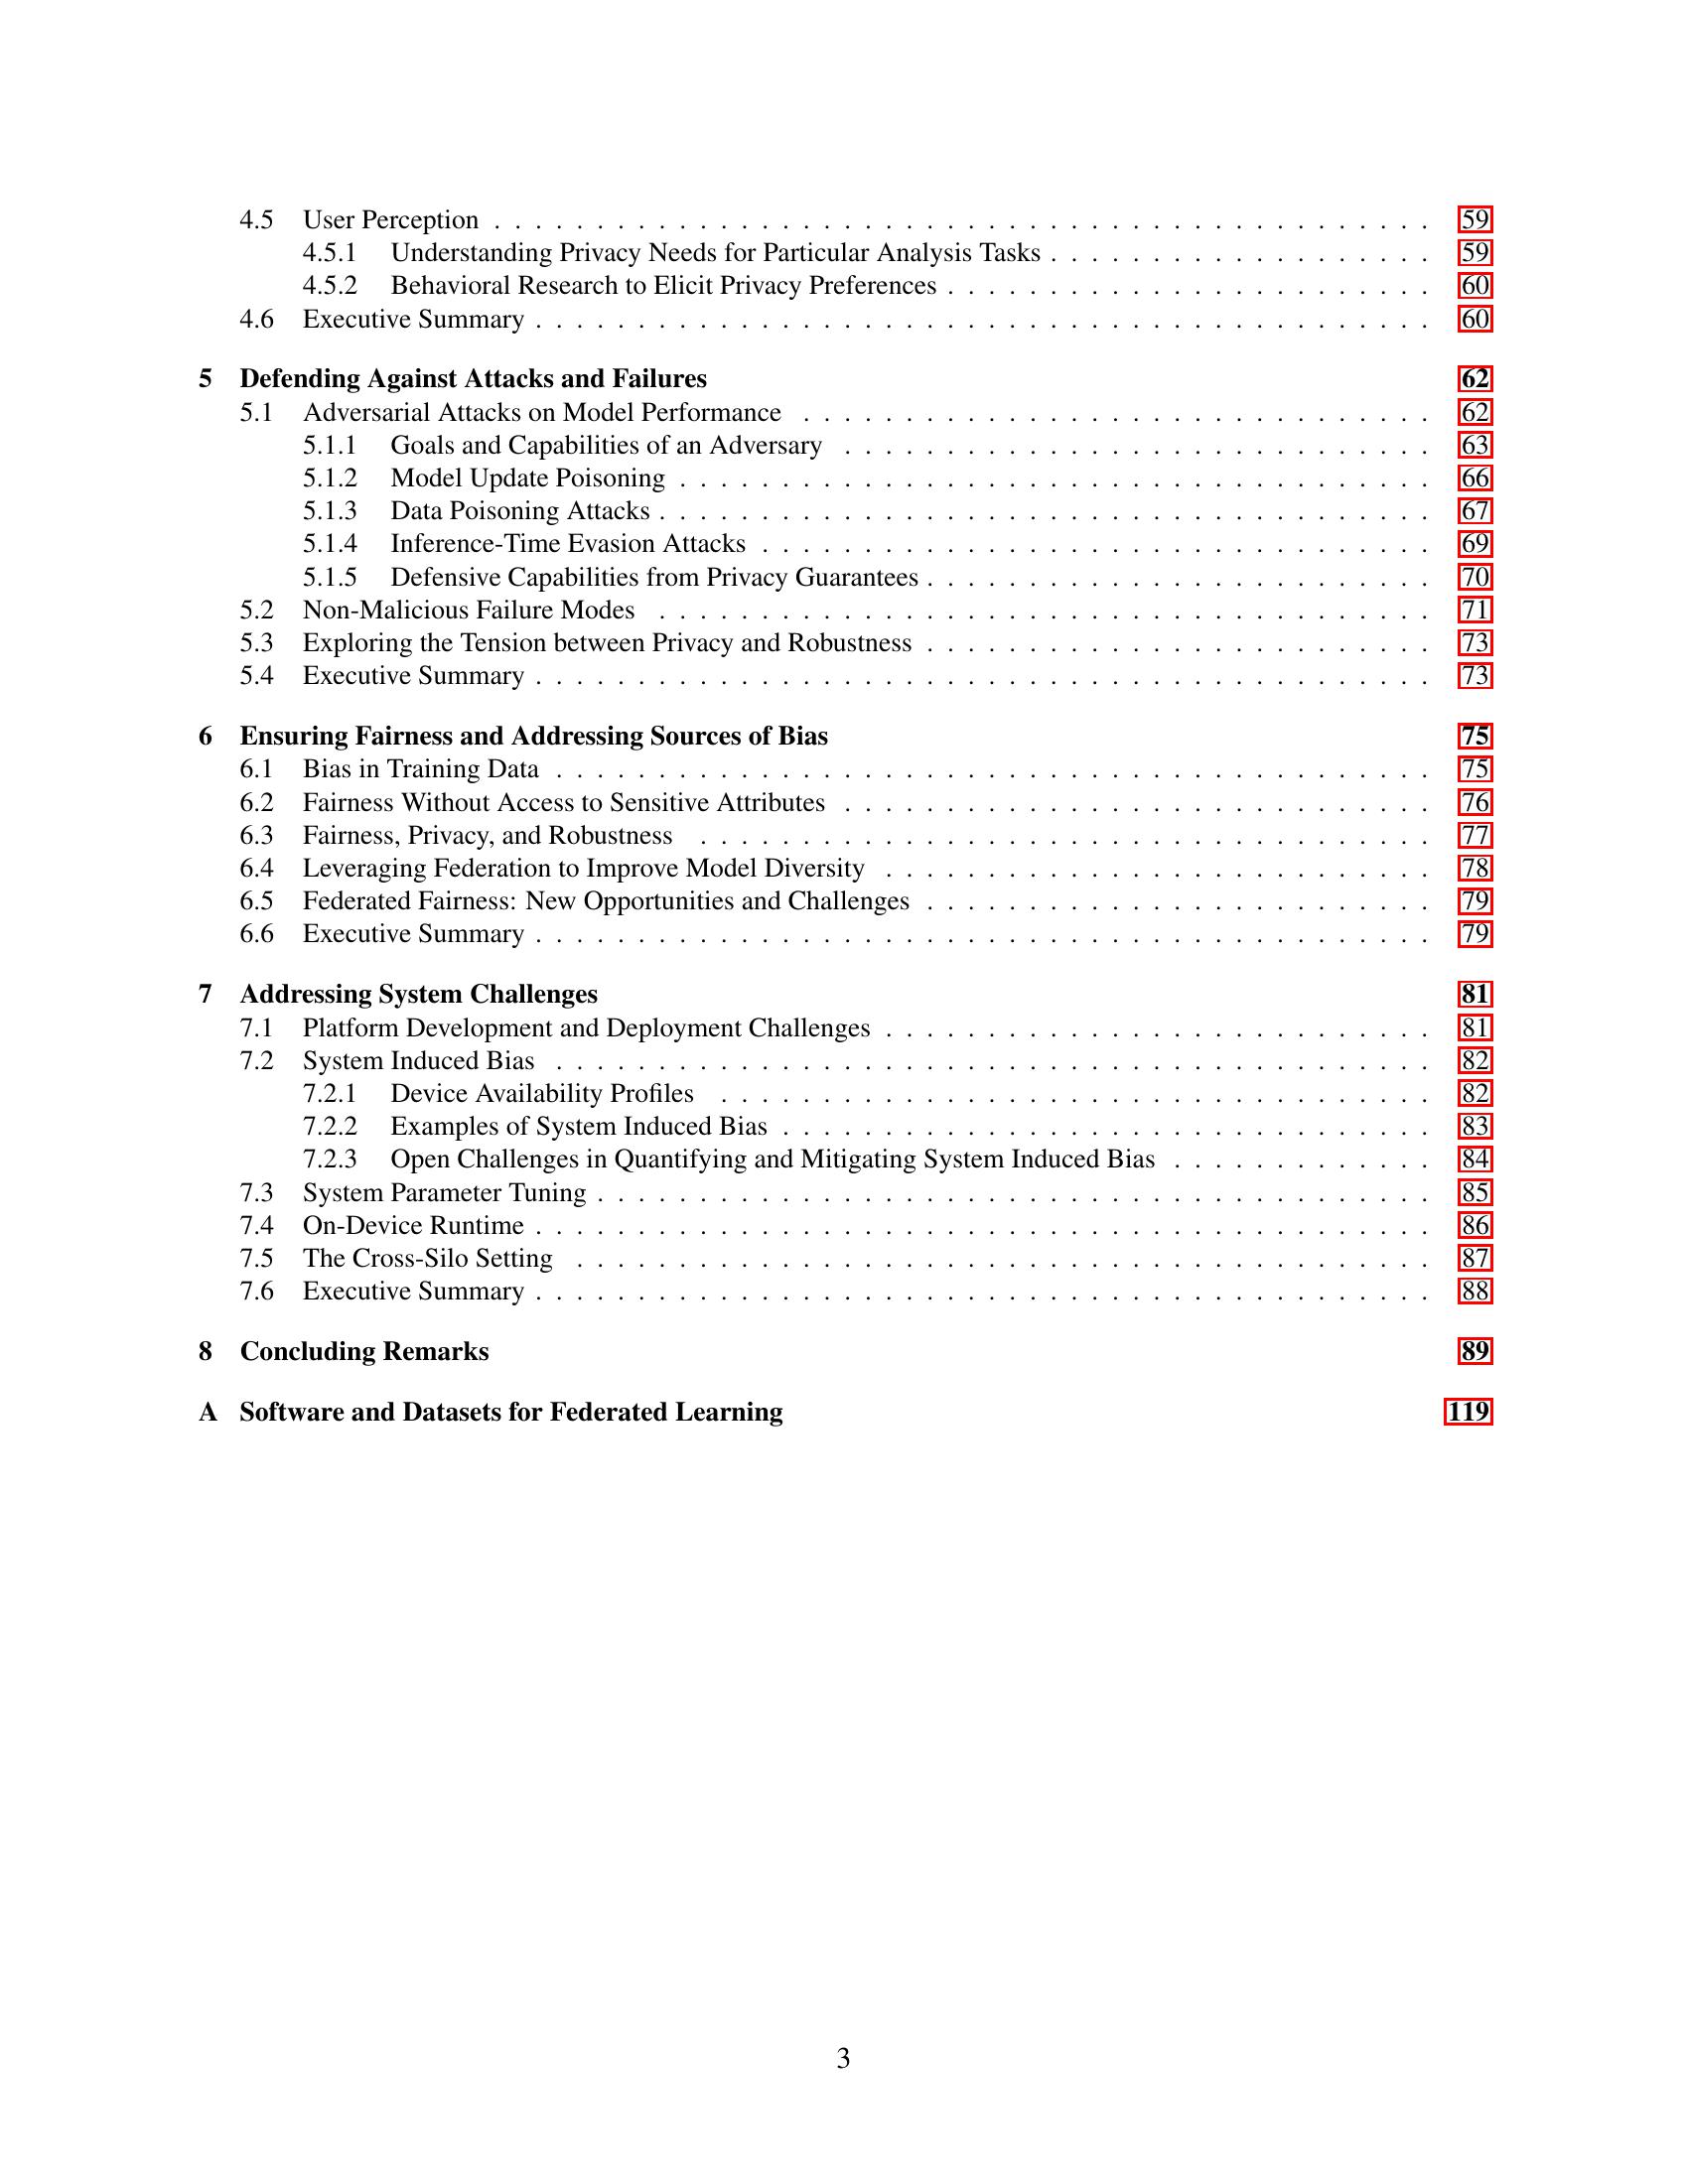 4.5 User Perception . . . . . . . . . . . . . . . . . . . . . . . . . . . . . . . . . . . . . . . . . . . . . . 59
4.5.1 Understanding Privacy Needs for Particular Analysis Tasks . . . . . . . . . . . . . . . . . . . 59
4.5.2 Behavioral Research to Elicit Privacy Preferences . . . . . . . . . . . . . . . . . . . . . . . . 60
4.6 Executive Summary . . . . . . . . . . . . . . . . . . . . . . . . . . . . . . . . . . . . . . . . . . . . 60
5 Defending Against Attacks and Failures 62
5.1 Adversarial Attacks on Model Performance . . . . . . . . . . . . . . . . . . . . . . . . . . . . . . . 62
5.1.1 Goals and Capabilities of an Adversary . . . . . . . . . . . . . . . . . . . . . . . . . . . . . 63
5.1.2 Model Update Poisoning . . . . . . . . . . . . . . . . . . . . . . . . . . . . . . . . . . . . . 66
5.1.3 Data Poisoning Attacks . . . . . . . . . . . . . . . . . . . . . . . . . . . . . . . . . . . . . . 67
5.1.4 Inference-Time Evasion Attacks . . . . . . . . . . . . . . . . . . . . . . . . . . . . . . . . . 69
5.1.5 Defensive Capabilities from Privacy Guarantees . . . . . . . . . . . . . . . . . . . . . . . . . 70
5.2 Non-Malicious Failure Modes . . . . . . . . . . . . . . . . . . . . . . . . . . . . . . . . . . . . . . 71
5.3 Exploring the Tension between Privacy and Robustness . . . . . . . . . . . . . . . . . . . . . . . . . 73
5.4 Executive Summary . . . . . . . . . . . . . . . . . . . . . . . . . . . . . . . . . . . . . . . . . . . . 73
6 Ensuring Fairness and Addressing Sources of Bias 75
6.1 Bias in Training Data . . . . . . . . . . . . . . . . . . . . . . . . . . . . . . . . . . . . . . . . . . . 75
6.2 Fairness Without Access to Sensitive Attributes . . . . . . . . . . . . . . . . . . . . . . . . . . . . . 76
6.3 Fairness, Privacy, and Robustness . . . . . . . . . . . . . . . . . . . . . . . . . . . . . . . . . . . . 77
6.4 Leveraging Federation to Improve Model Diversity . . . . . . . . . . . . . . . . . . . . . . . . . . . 78
6.5 Federated Fairness: New Opportunities and Challenges . . . . . . . . . . . . . . . . . . . . . . . . . 79
6.6 Executive Summary . . . . . . . . . . . . . . . . . . . . . . . . . . . . . . . . . . . . . . . . . . . . 79
7 Addressing System Challenges 81
7.1 Platform Development and Deployment Challenges . . . . . . . . . . . . . . . . . . . . . . . . . . . 81
7.2 System Induced Bias . . . . . . . . . . . . . . . . . . . . . . . . . . . . . . . . . . . . . . . . . . . 82
7.2.1 Device Availability Profiles . . . . . . . . . . . . . . . . . . . . . . . . . . . . . . . . . . . 82
7.2.2 Examples of System Induced Bias . . . . . . . . . . . . . . . . . . . . . . . . . . . . . . . . 83
7.2.3 Open Challenges in Quantifying and Mitigating System Induced Bias . . . . . . . . . . . . . 84
7.3 System Parameter Tuning . . . . . . . . . . . . . . . . . . . . . . . . . . . . . . . . . . . . . . . . . 85
7.4 On-Device Runtime . . . . . . . . . . . . . . . . . . . . . . . . . . . . . . . . . . . . . . . . . . . . 86
7.5 The Cross-Silo Setting . . . . . . . . . . . . . . . . . . . . . . . . . . . . . . . . . . . . . . . . . . 87
7.6 Executive Summary . . . . . . . . . . . . . . . . . . . . . . . . . . . . . . . . . . . . . . . . . . . . 88
8 Concluding Remarks 89
A Software and Datasets for Federated Learning 119
3